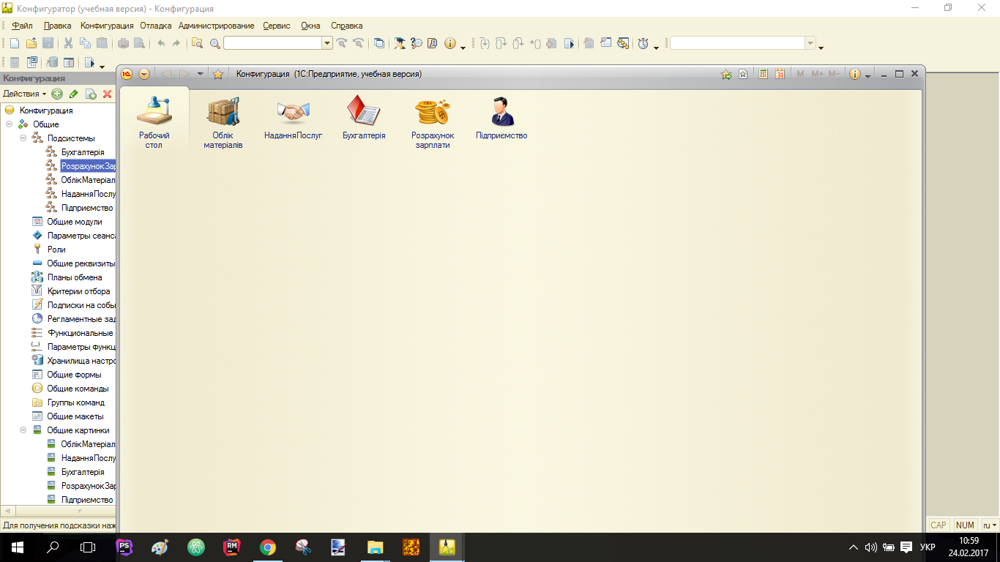 Конфигуратор (учебная версия) - Конфигурация
Файл Правка Конфигурация Отладка Администрирование Сервис Окна Справка
Конфигурация
Действия
Конфигурация
Общие
Подсистемы
Бухгалтерія
РозрахунокЗар
ОблікМатеріал
НаданняПослу
Підприємство
Общие модули
Параметры сеанса
Роли
Общие реквизиты
Планы обмена
Критерии отбора
Подписки на собы
Регламентные зад
Функциональные
Параметры функц
Хранилища настро
Общие формы
Общие команды
Группы команд
Общие макеты
Общие картинки
ОблікМатеріал
НаданняПослу
Бухгалтерія
РозрахунокЗар
Підприємство
Для получения подсказки наж
Конфигурация (1С:Предприятие, учебная версия)
31
M M+ M-
Рабочий
стол
Облік
матеріалів
НаданняПослуг
Бухгалтерія
Розрахунок
зарплати
Підприємство
CAP NUM ru
PS
RM
УКР
10:59
24.02.2017